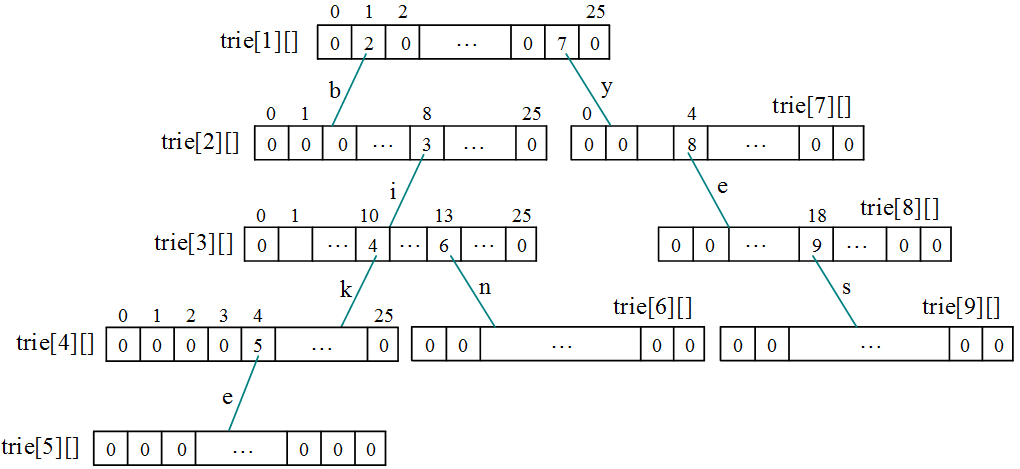 0 1 2 25
trie[1][] 0 2 0 … 0 7 0
b y
0 1 8 25 0 4 trie[7][]
trie[2][] 0 0 0 … 3 … 0 0 0 8 … 0 0
i e
0 1 10 13 25 18 trie[8][]
trie[3][] 0 … 4 … 6 … 0 0 0 … 9 … 0 0
k n s
0 1 2 3 4 25 trie[6][] trie[9][]
trie[4][] 0 0 0 0 5 … 0 0 0 … 0 0 0 0 … 0 0
e
trie[5][] 0 0 0 … 0 0 0